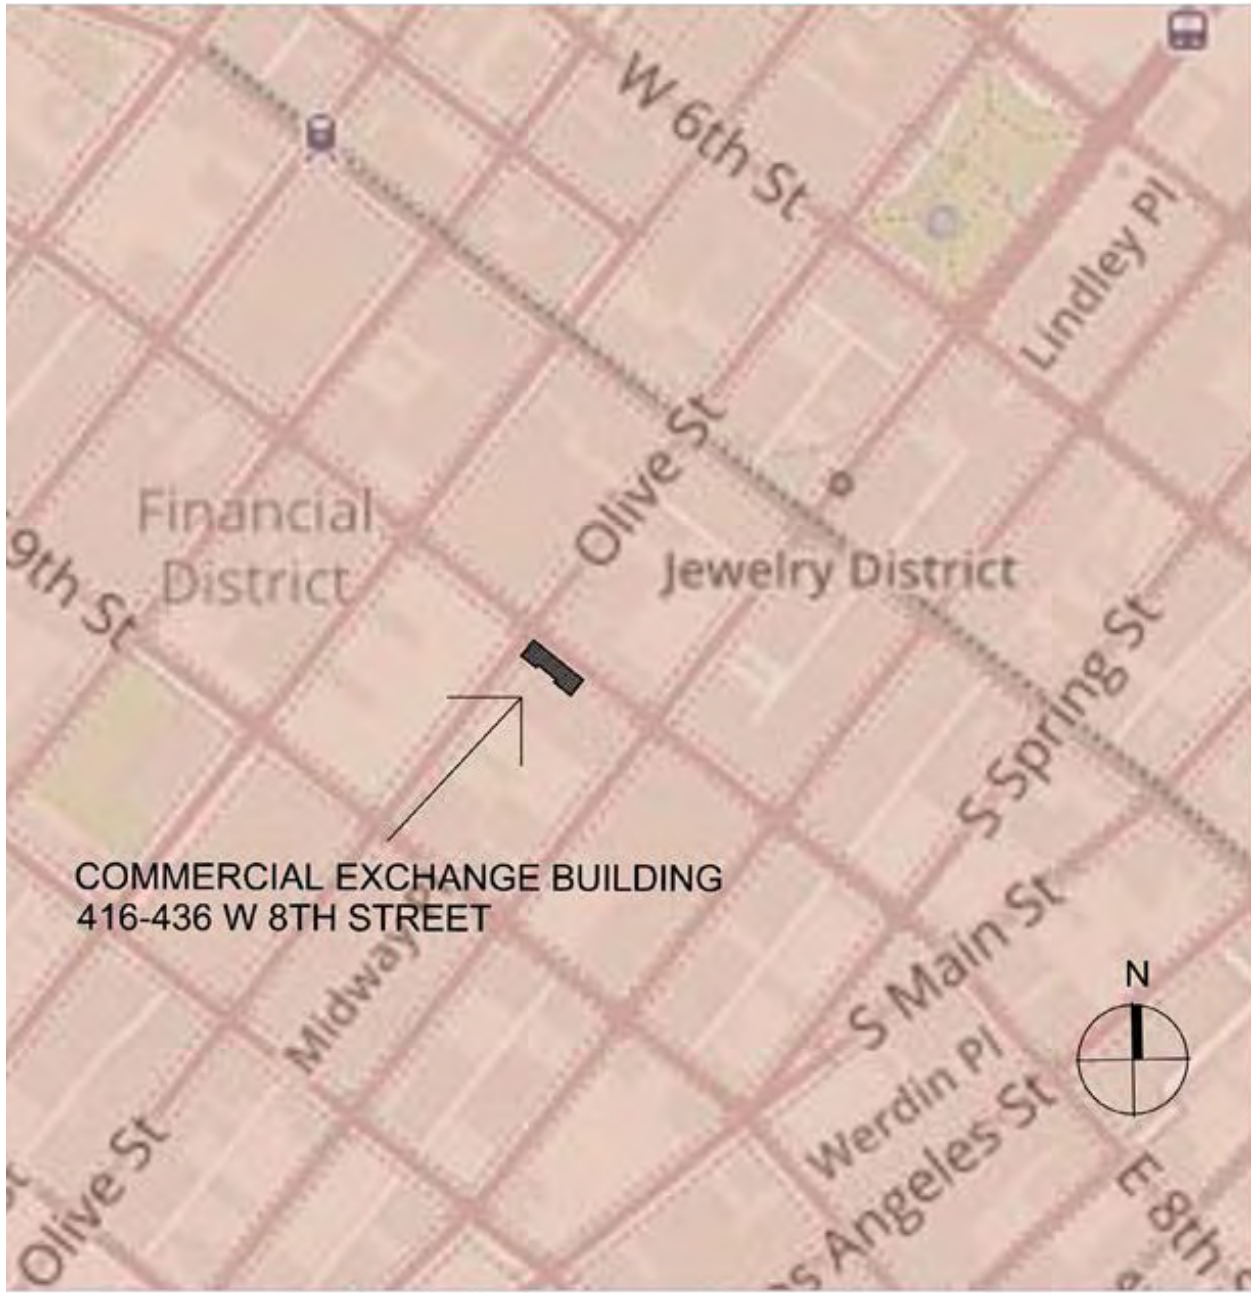 W 6th St
Lindley Pl
Olive St
Financial
District
9th St
Jewelry District
S Spring St
COMMERCIAL EXCHANGE BUILDING
416-436 W 8TH STREET
S Main St
N
Midway
Werdin Pl
Angeles St
Olive St
E 8th